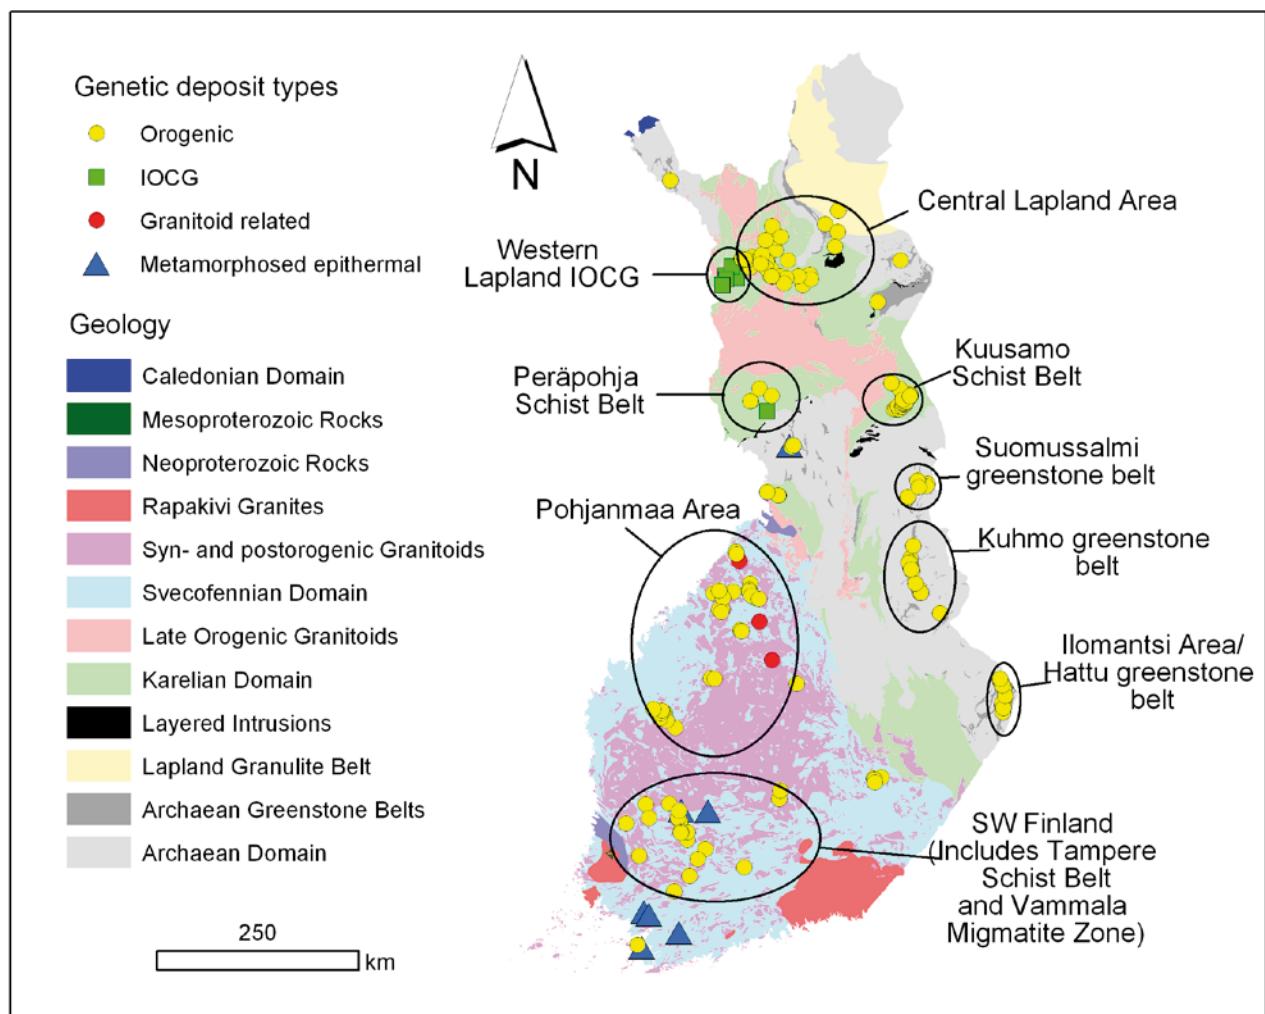 Genetic deposit types
Orogenic
IOCG
Granitoid related
Metamorphosed epithermal
Geology
Caledonian Domain
Mesoproterozoic Rocks
Neoproterozoic Rocks
Rapakivi Granites
Syn- and postorogenic Granitoids
Svecofennian Domain
Late Orogenic Granitoids
Karelian Domain
Layered Intrusions
Lapland Granulite Belt
Archaean Greenstone Belts
Archaean Domain
250
km
N
Central Lapland Area
Western
Lapland IOCG
Kuusamo
Schist Belt
Peräpohja
Schist Belt
Suomussalmi
greenstone belt
Pohjanmaa Area
Kuhmo greenstone
belt
Ilomantsi Area/
Hattu greenstone
belt
SW Finland
(Includes Tampere
Schist Belt
and Vammala
Migmatite Zone)